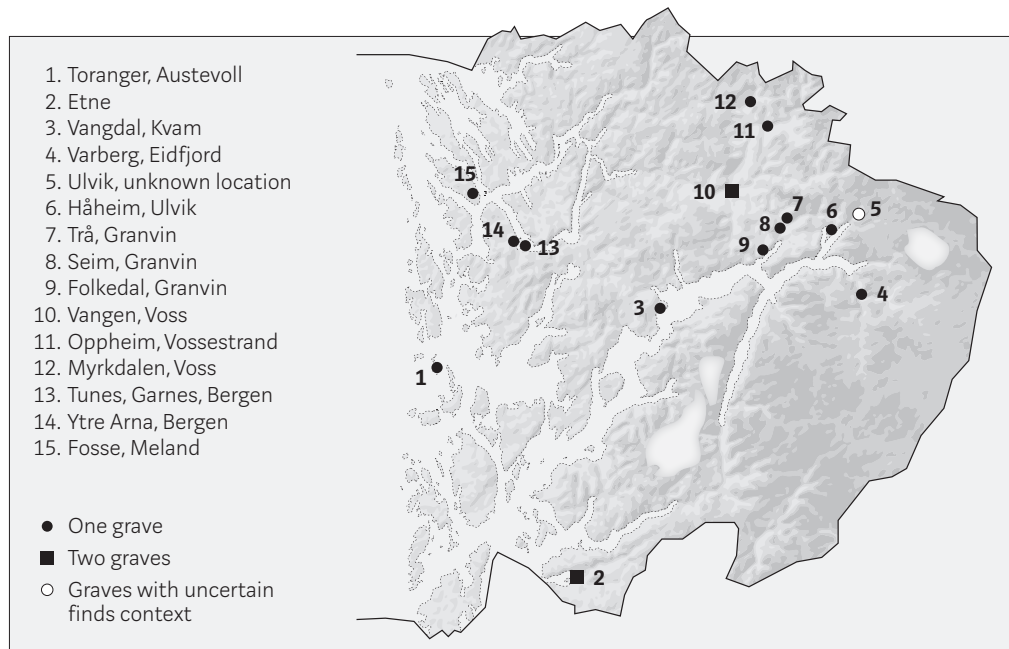 1. Toranger, Austevoll
2. Etne
3. Vangdal, Kvam
4. Varberg, Eidfjord
5. Ulvik, unknown location
6. Håheim, Ulvik
7. Trå, Granvin
8. Seim, Granvin
9. Folkedal, Granvin
10. Vangen, Voss
11. Oppheim, Vossestrand
12. Myrkdalen, Voss
13. Tunes, Garnes, Bergen
14. Ytre Arna, Bergen
15. Fosse, Meland
One grave
Two graves
Graves with uncertain
finds context
12
11
15
10
7
5
6
8
14
13
9
4
3
1
2